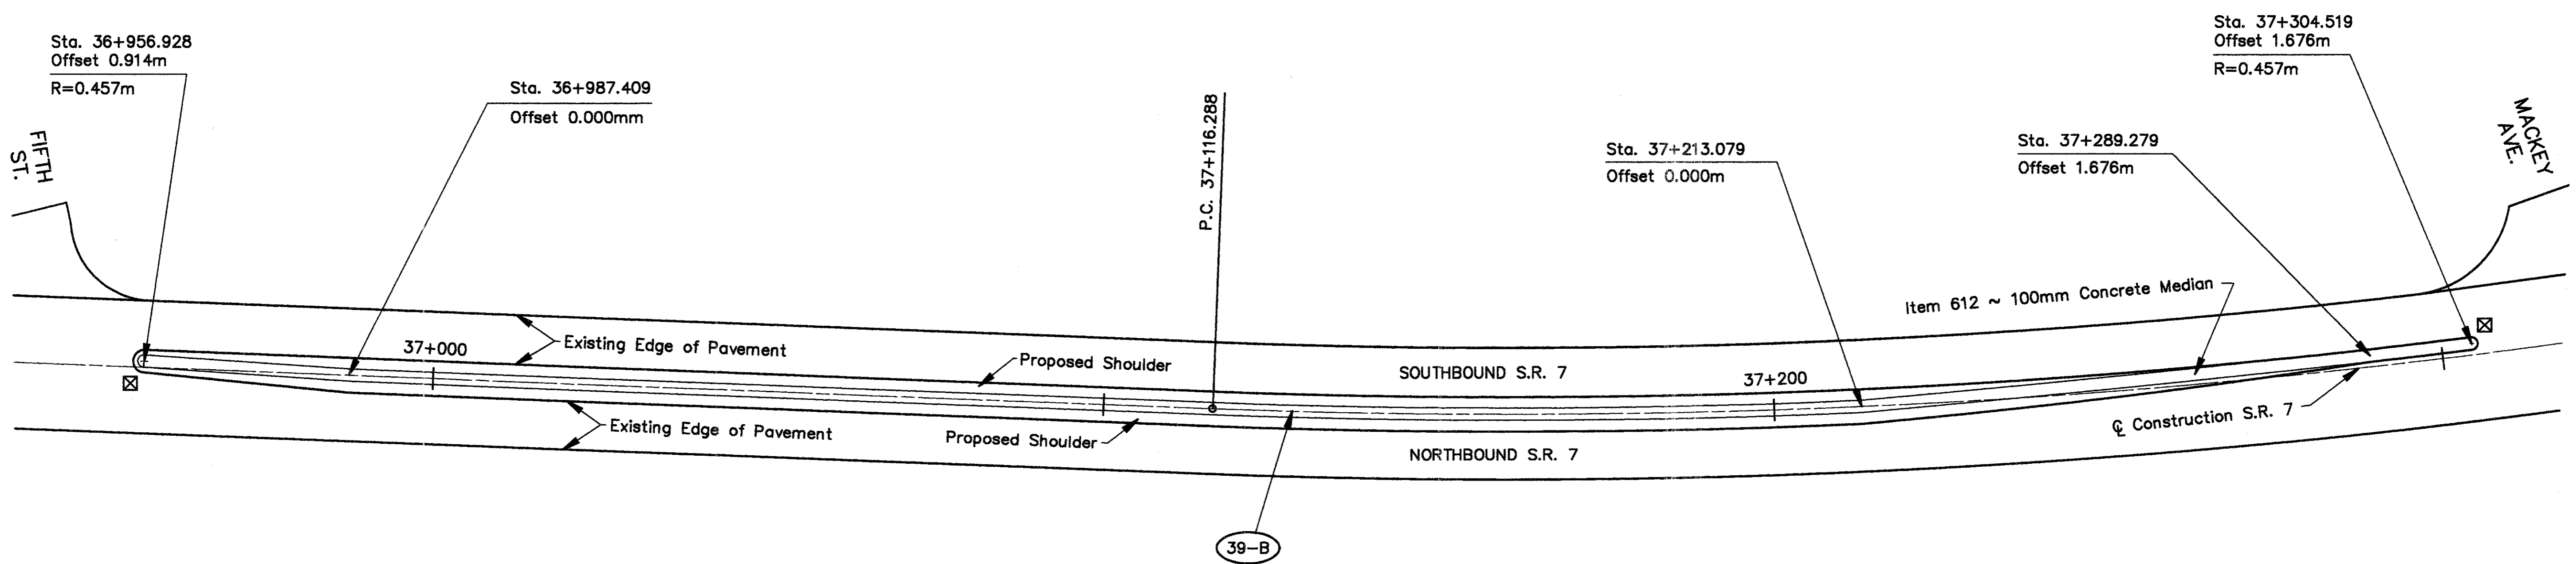 Sta. 36+956.928
Offset 0.914m
R=0.457m
Sta. 36+987.409
Offset 0.000mm
P.C. 37+116.288
Sta. 37+213.079
Offset 0.000m
Sta. 37+289.279
Offset 1.676m
Sta. 37+304.519
Offset 1.676m
R=0.457m
FIFTH
ST.
MACKEY
AVE.
Item 612 ~ 100mm Concrete Median
37+000
Existing Edge of Pavement
Proposed Shoulder
SOUTHBOUND S.R. 7
37+200
Existing Edge of Pavement
Proposed Shoulder
NORTHBOUND S.R. 7
℄ Construction S.R. 7
39-B